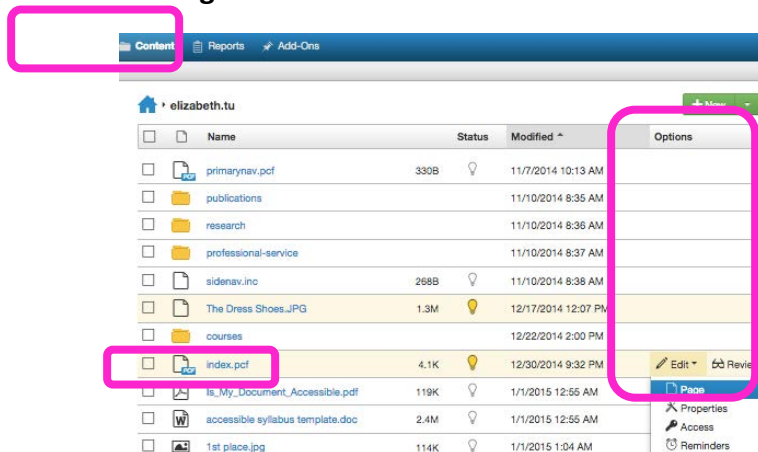 Content Reports Add-Ons
elizabeth.tu
+ New
Name Status Modified Options
primarynav.pcf 330B 11/7/2014 10:13 AM
publications 11/10/2014 8:35 AM
research 11/10/2014 8:36 AM
professional-service 11/10/2014 8:37 AM
sidenav.inc 268B 11/10/2014 8:38 AM
The Dress Shoes.JPG 1.3M 12/17/2014 12:07 PM
courses 12/22/2014 2:00 PM
index.pcf 4.1K 12/30/2014 9:32 PM Edit Revie
Is_My_Document_Accessible.pdf 119K 1/1/2015 12:55 AM
Page
Properties
accessible syllabus template.doc 2.4M 1/1/2015 12:55 AM Access
1st place.jpg 114K 1/1/2015 1:04 AM Reminders